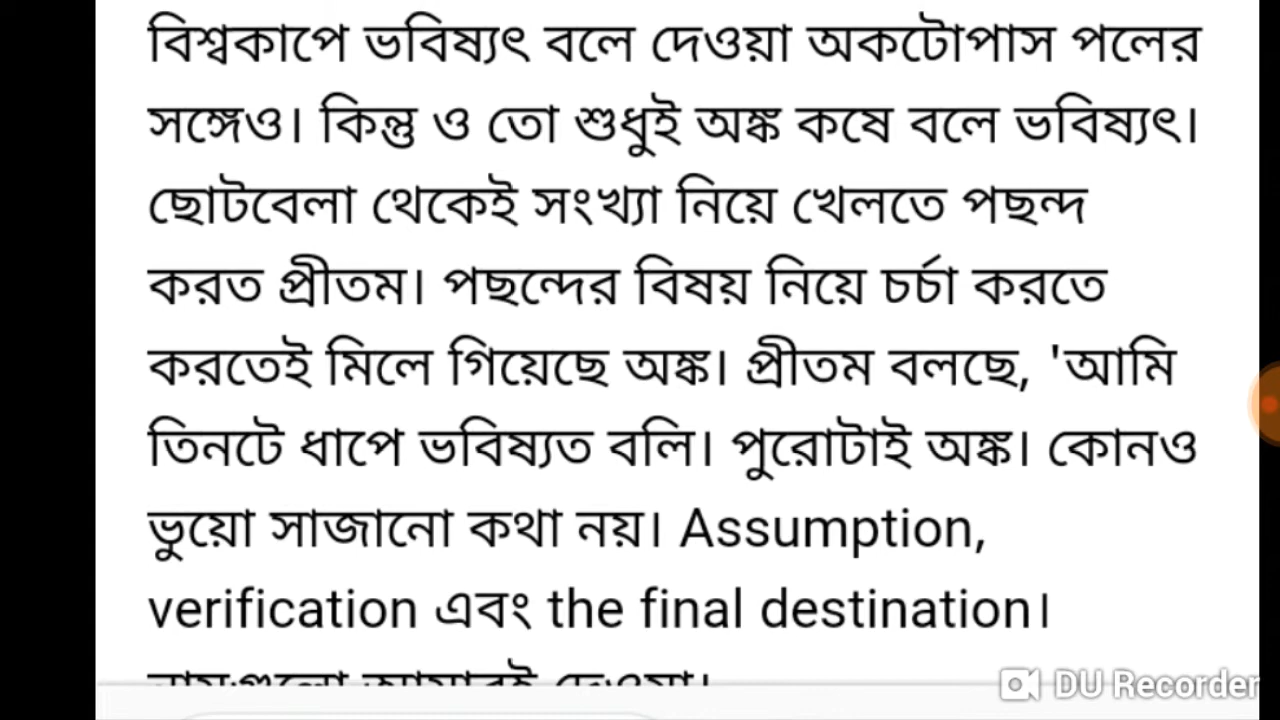 বিশ্বকাপে ভবিষ্যৎ বলে দেওয়া অকটোপাস পলের
সঙ্গেও। কিন্তু ও তো শুধুই অঙ্ক কষে বলে ভবিষ্যৎ।
ছোটবেলা থেকেই সংখ্যা নিয়ে খেলতে পছন্দ
করত প্রীতম। পছন্দের বিষয় নিয়ে চর্চা করতে
করতেই মিলে গিয়েছে অঙ্ক। প্রীতম বলছে, 'আমি
তিনটে ধাপে ভবিষ্যত বলি। পুরোটাই অঙ্ক। কোনও
ভুয়ো সাজানো কথা নয়। Assumption,
verification এবং the final destination।
DU Recorder